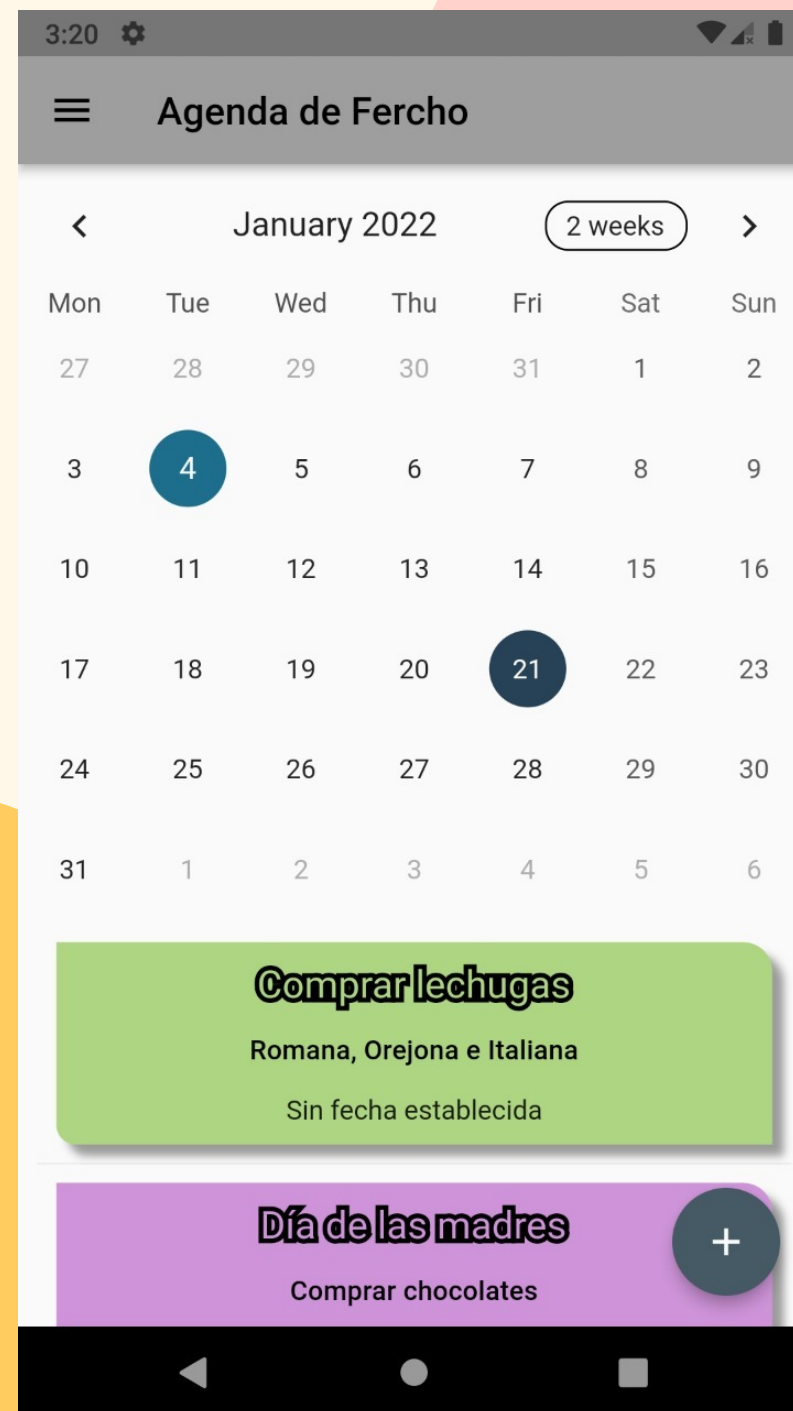 3:20
Agenda de Fercho
January 2022 2 weeks
Mon Tue Wed Thu Fri Sat Sun
27 28 29 30 31 1 2
3 4 5 6 7 8 9
10 11 12 13 14 15 16
17 18 19 20 21 22 23
24 25 26 27 28 29 30
31 1 2 3 4 5 6
Comprar lechugas
Romana, Orejona e Italiana
Sin fecha establecida
Día de las madres
Comprar chocolates